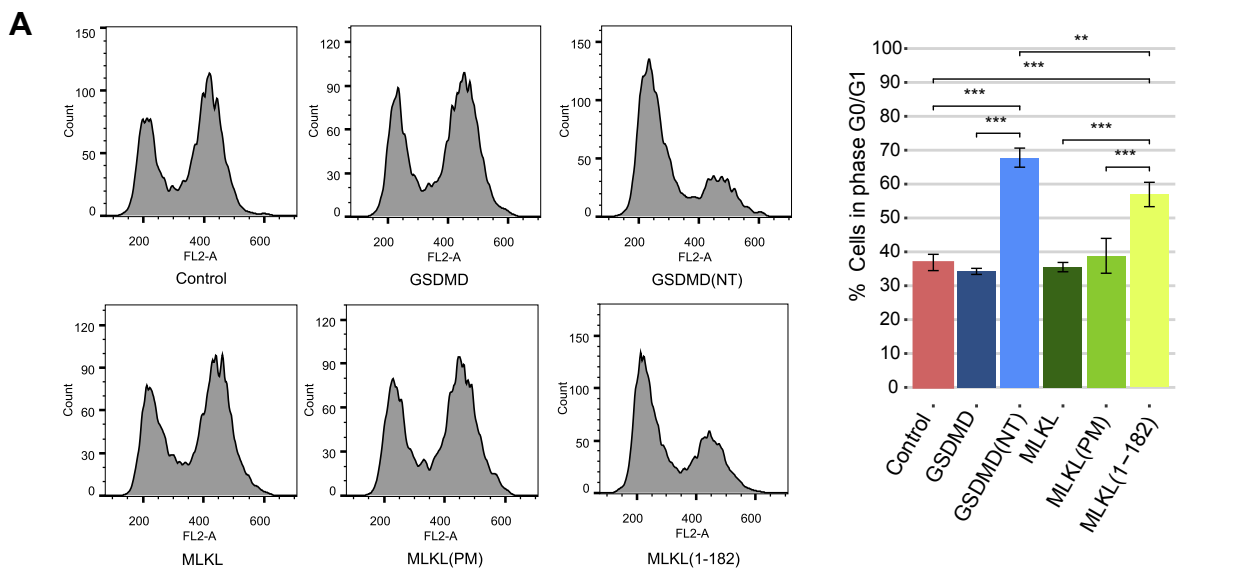 A
150
100
50
0
Count
200 400 600
FL2-A
Control
120
90
60
30
0
Count
200 400 600
FL2-A
GSDMD
150
100
50
0
Count
200 400 600
FL2-A
GSDMD(NT)
120
90
60
30
0
Count
200 400 600
FL2-A
MLKL
120
90
60
30
0
Count
200 400 600
FL2-A
MLKL(PM)
150
100
50
0
Count
200 400 600
FL2-A
MLKL(1-182)
% Cells in phase G0/G1
100
90
80
70
60
50
40
30
20
10
0
**
***
***
***
***
***
Control
GSDMD
GSDMD(NT)
MLKL
MLKL(PM)
MLKL(1−182)